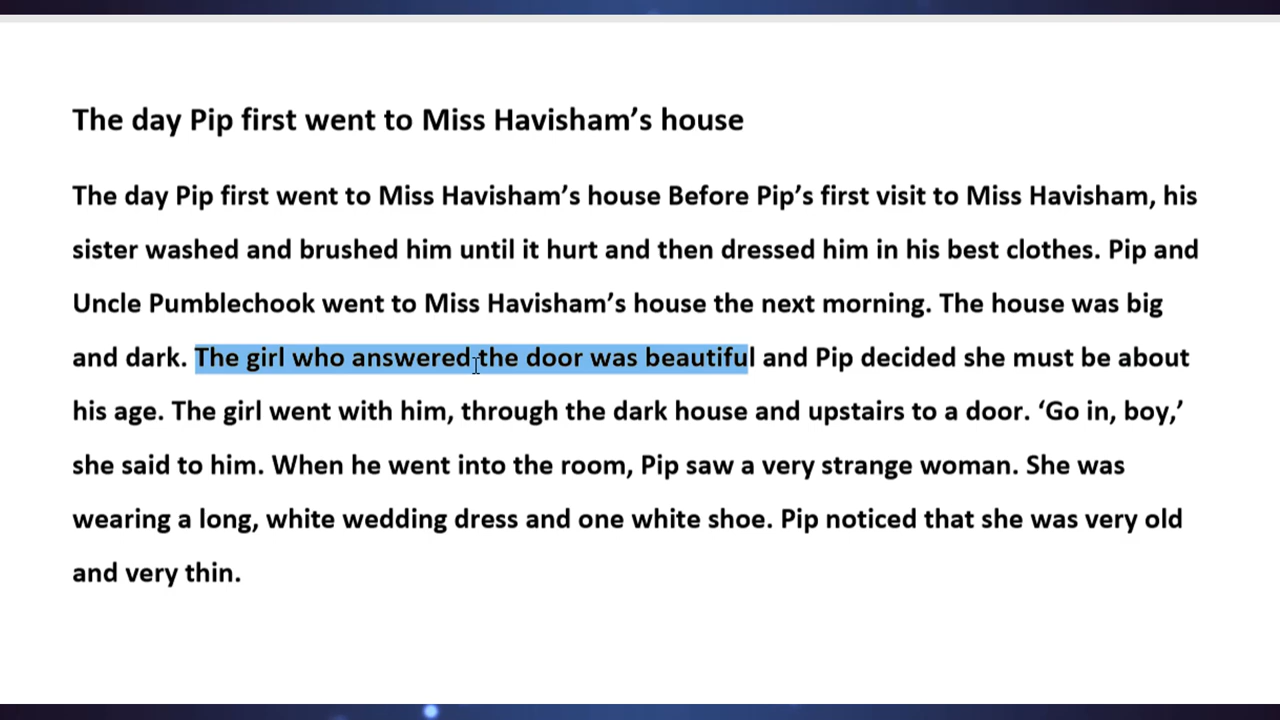 The day Pip first went to Miss Havisham’s house
The day Pip first went to Miss Havisham’s house Before Pip’s first visit to Miss Havisham, his
sister washed and brushed him until it hurt and then dressed him in his best clothes. Pip and
Uncle Pumblechook went to Miss Havisham’s house the next morning. The house was big
and dark. The girl who answered the door was beautiful and Pip decided she must be about
his age. The girl went with him, through the dark house and upstairs to a door. ‘Go in, boy,’
she said to him. When he went into the room, Pip saw a very strange woman. She was
wearing a long, white wedding dress and one white shoe. Pip noticed that she was very old
and very thin.